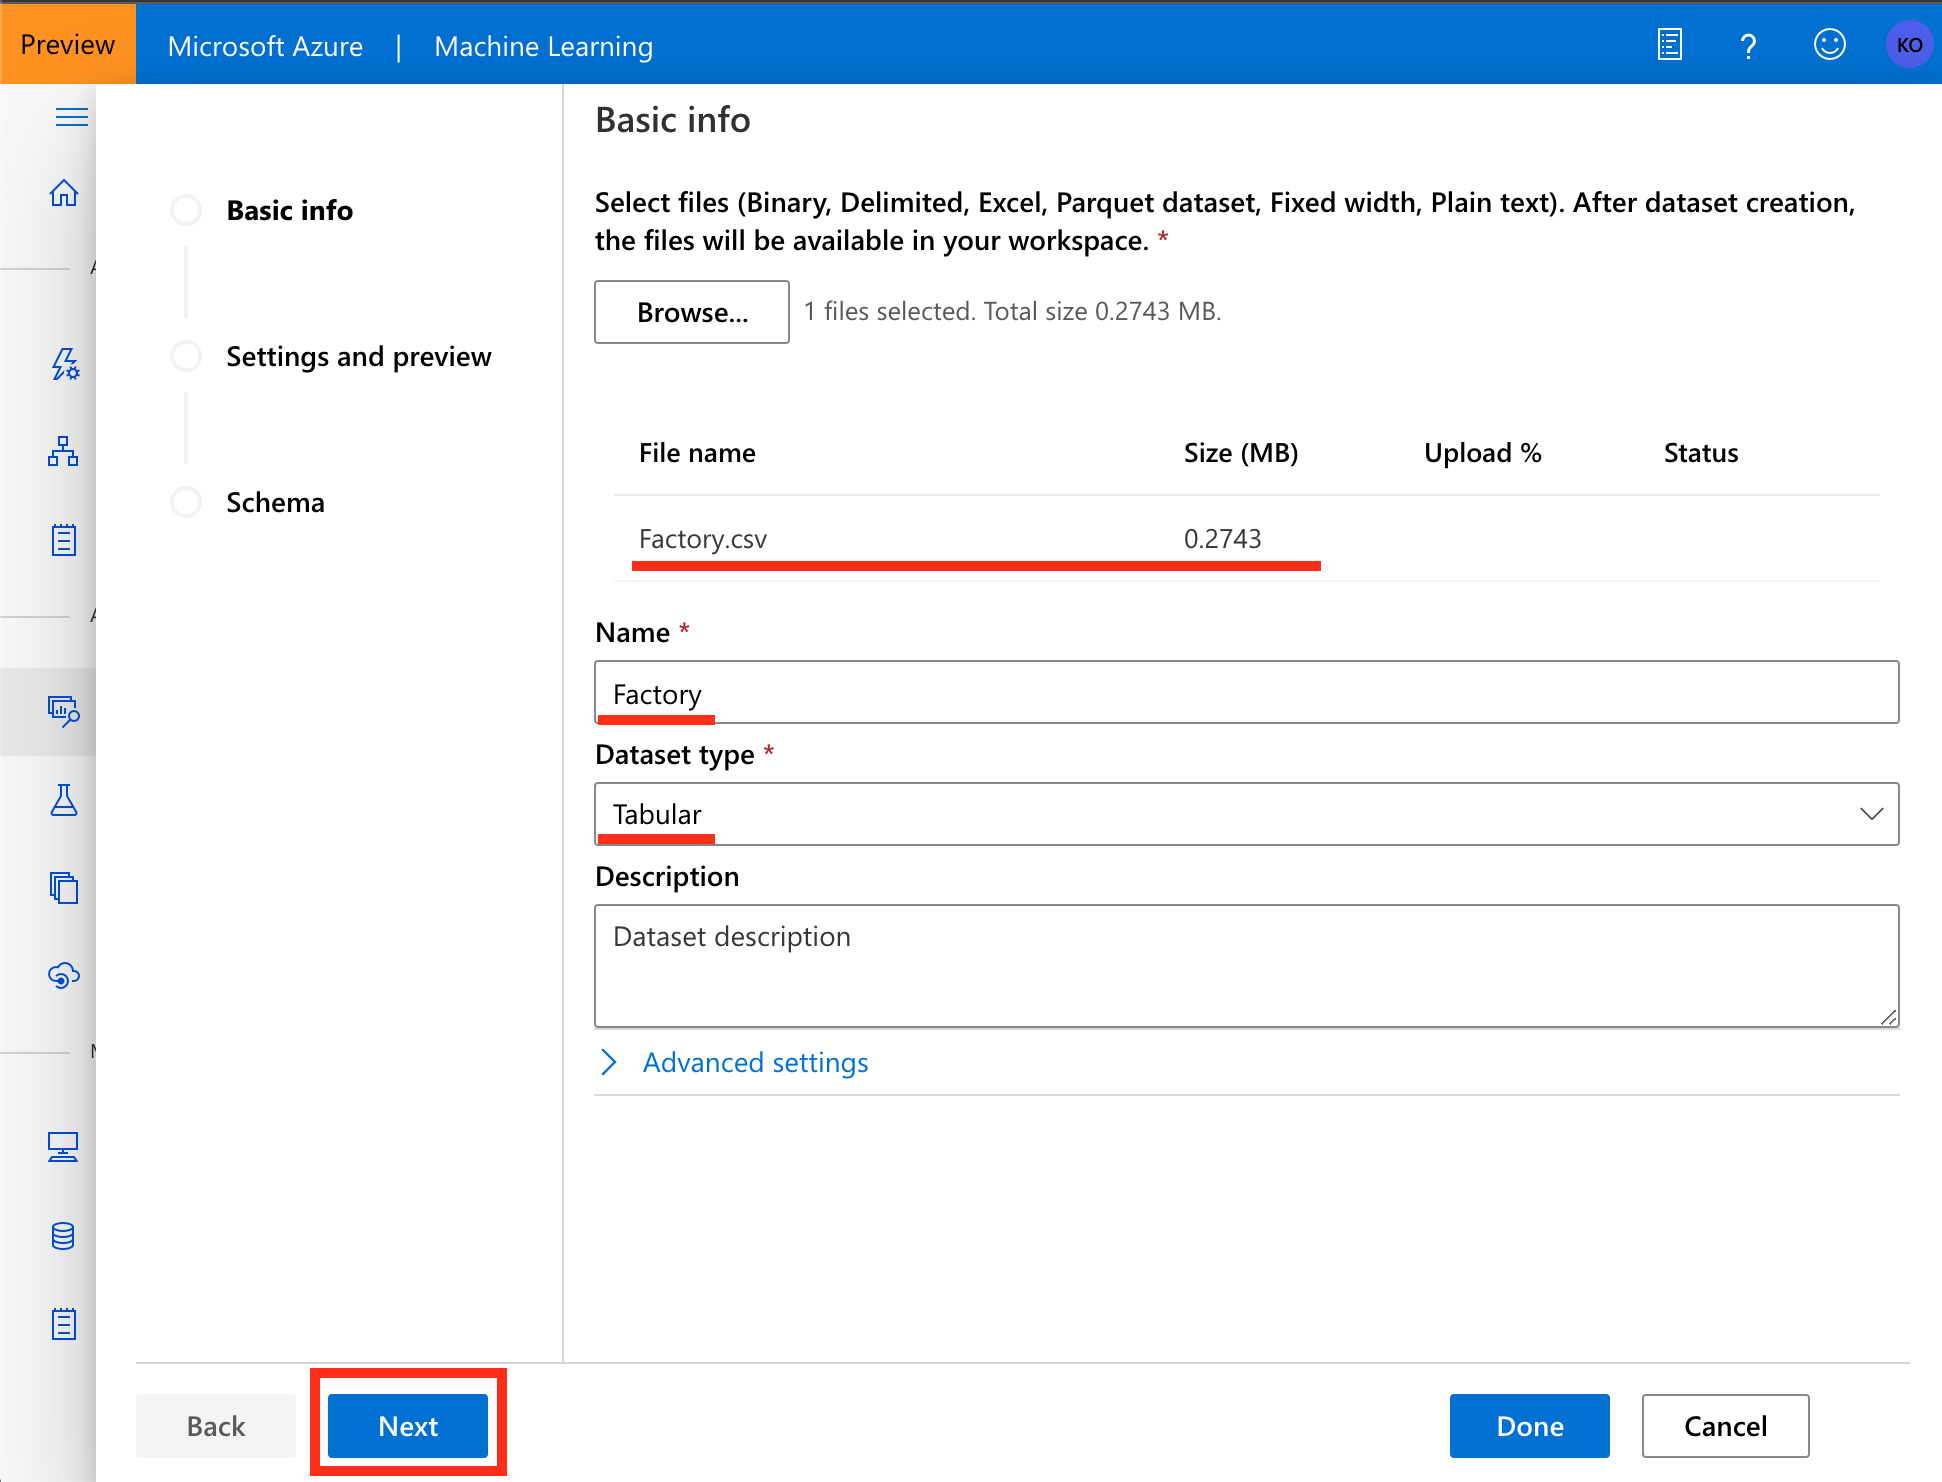 Preview
Microsoft Azure | Machine Learning
?
KO
Basic info
Settings and preview
Schema
Basic info
Select files (Binary, Delimited, Excel, Parquet dataset, Fixed width, Plain text). After dataset creation,
the files will be available in your workspace. *
Browse...
1 files selected. Total size 0.2743 MB.
File name Size (MB) Upload % Status
Factory.csv 0.2743
Name *
Factory
Dataset type *
Tabular
Description
Dataset description
Advanced settings
Back
Next
Done
Cancel